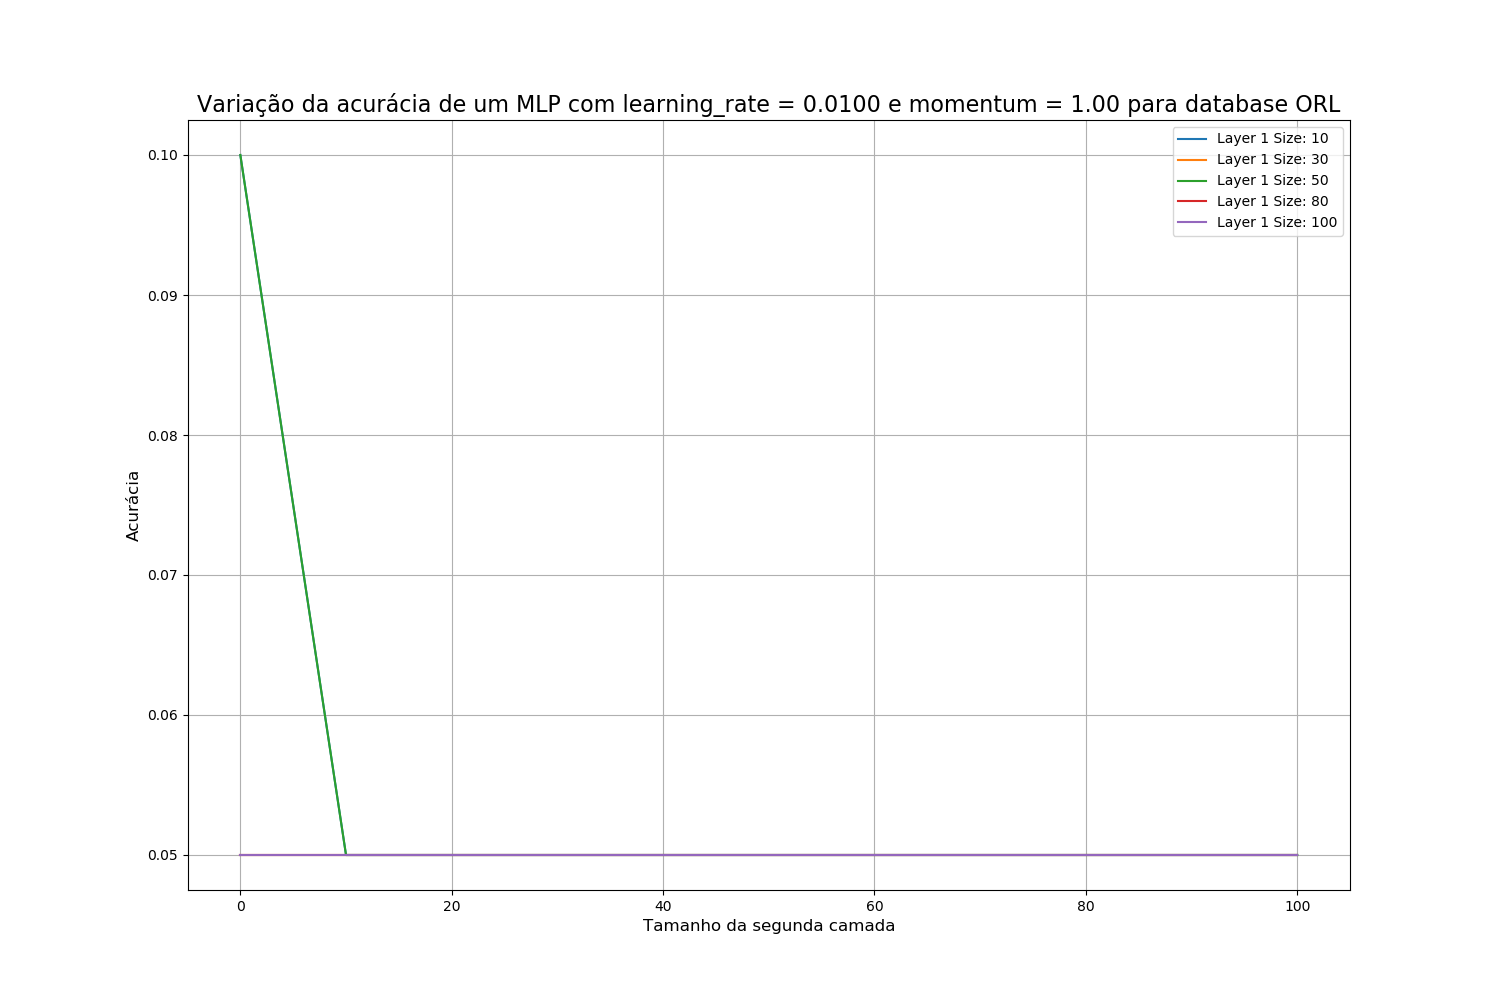 Variação da acurácia de um MLP com learning_rate = 0.0100 e momentum = 1.00 para database ORL
Layer 1 Size: 10
Layer 1 Size: 30
Layer 1 Size: 50
Layer 1 Size: 80
Layer 1 Size: 100
0.10
0.09
0.08
0.07
0.06
0.05
Acurácia
0 20 40 60 80 100
Tamanho da segunda camada